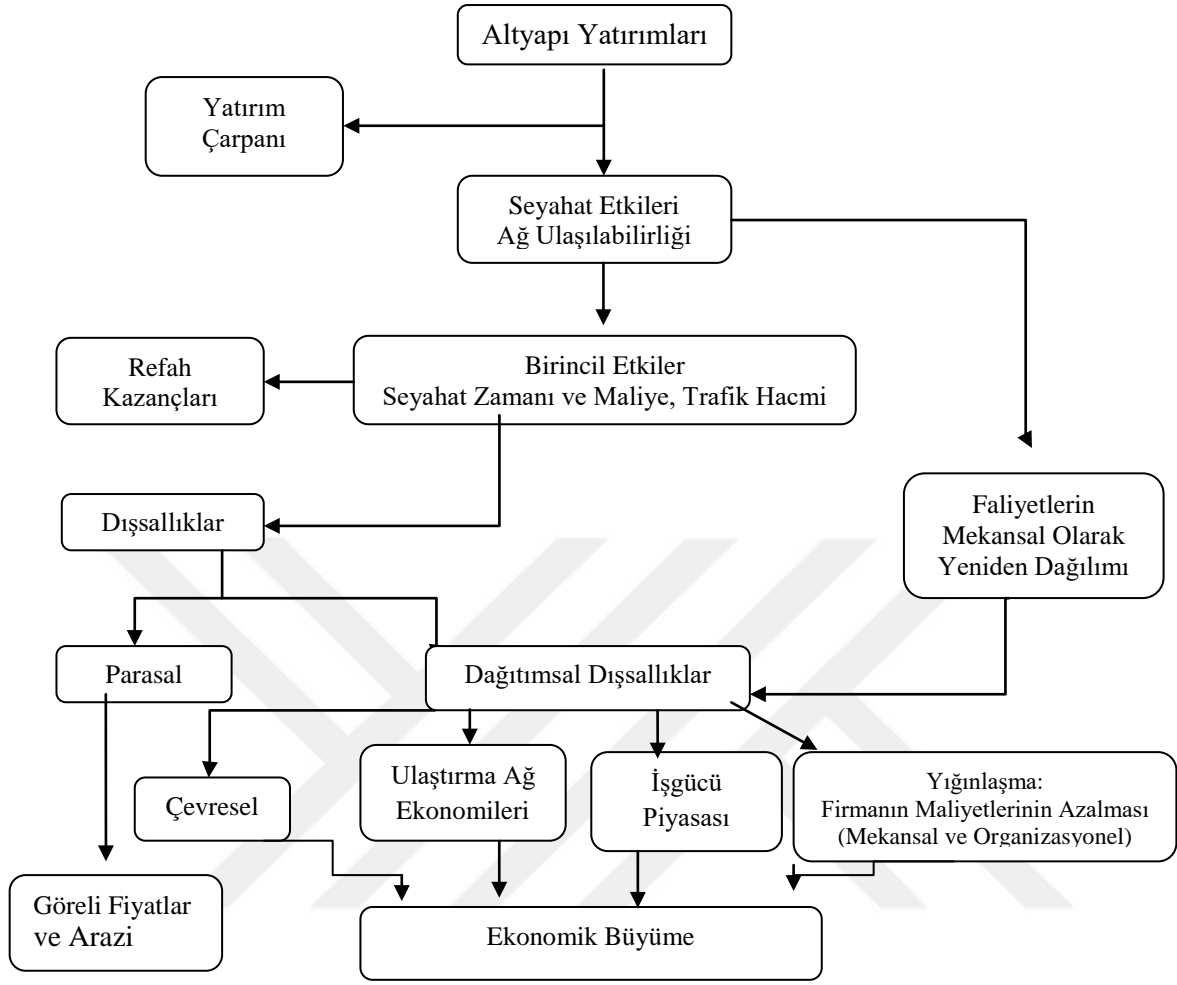 Altyapı Yatırımları
Yatırım
Çarpanı
Seyahat Etkileri
Ağ Ulaşılabilirliği
Refah
Kazançları
Birincil Etkiler
Seyahat Zamanı ve Maliye, Trafik Hacmi
Dışsallıklar
Faliyetlerin
Mekansal Olarak
Yeniden Dağılımı
Parasal
Dağıtımsal Dışsallıklar
Çevresel
Ulaştırma Ağ
Ekonomileri
İşgücü
Piyasası
Yığınlaşma:
Firmanın Maliyetlerinin Azalması
(Mekansal ve Organizasyonel)
Göreli Fiyatlar
ve Arazi
Ekonomik Büyüme